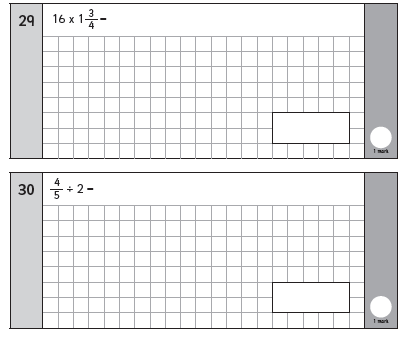 29
16 x 1 3/4 =
1 mark
30
4/5 ÷ 2 =
1 mark